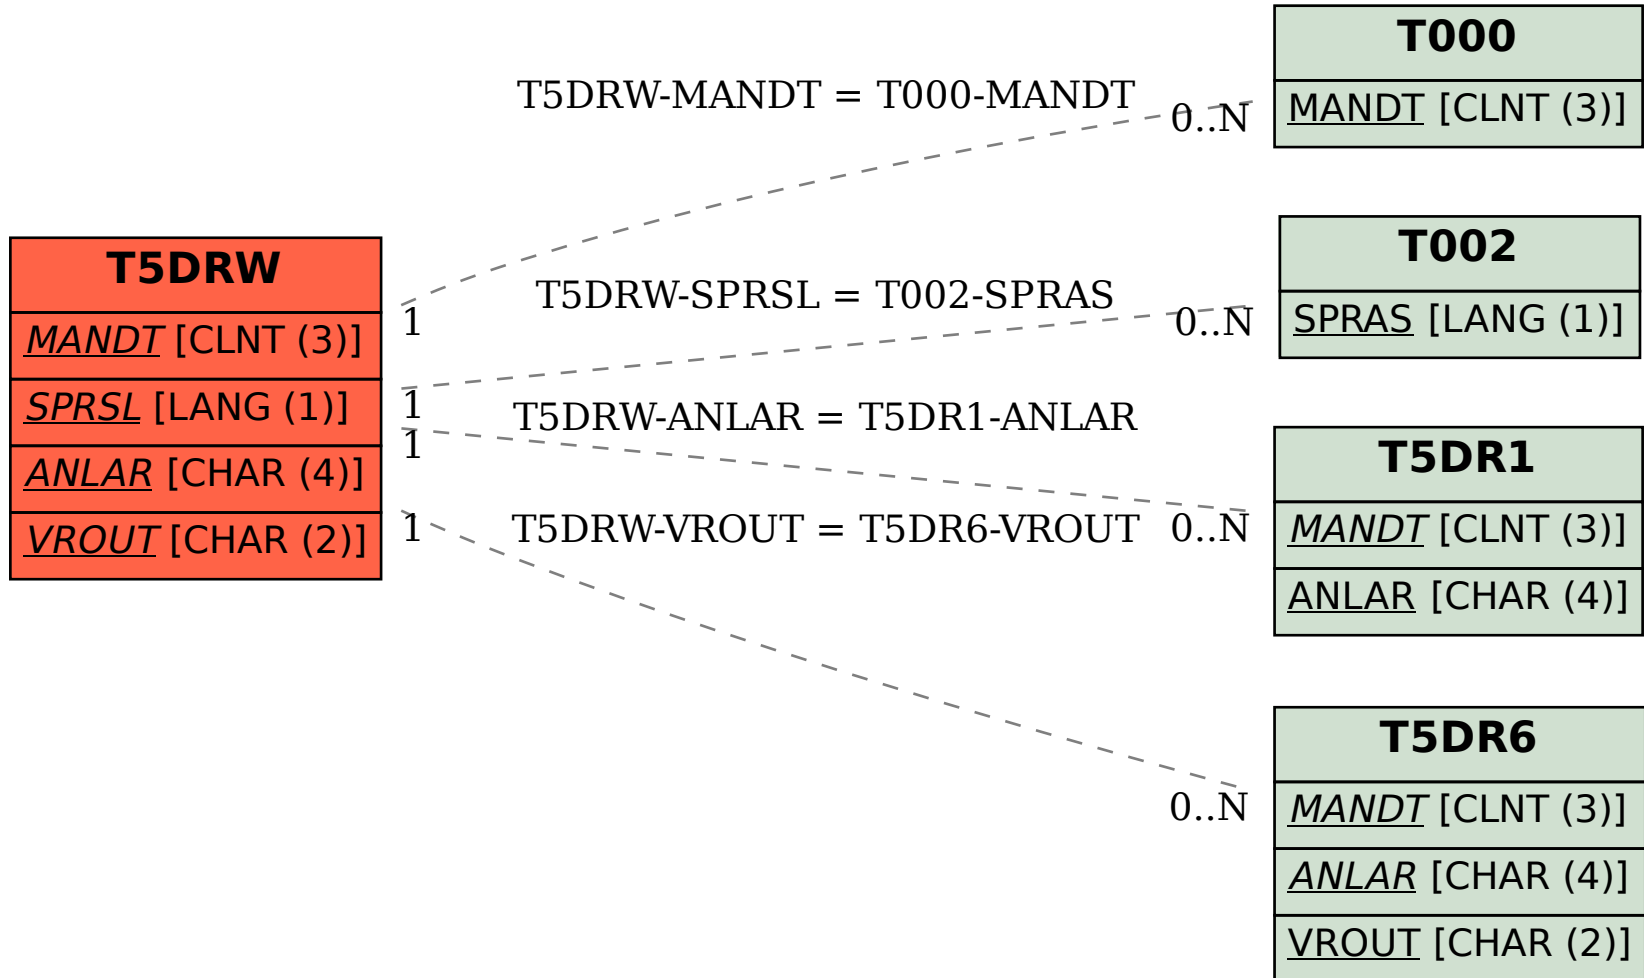 T000
MANDT [CLNT (3)]
T5DRW-MANDT = T000-MANDT
0..N
T002
SPRAS [LANG (1)]
T5DRW
MANDT [CLNT (3)]
SPRSL [LANG (1)]
ANLAR [CHAR (4)]
VROUT [CHAR (2)]
1
T5DRW-SPRSL = T002-SPRAS
0..N
1
T5DRW-ANLAR = T5DR1-ANLAR
1
T5DR1
MANDT [CLNT (3)]
ANLAR [CHAR (4)]
1
T5DRW-VROUT = T5DR6-VROUT
0..N
T5DR6
MANDT [CLNT (3)]
ANLAR [CHAR (4)]
VROUT [CHAR (2)]
0..N